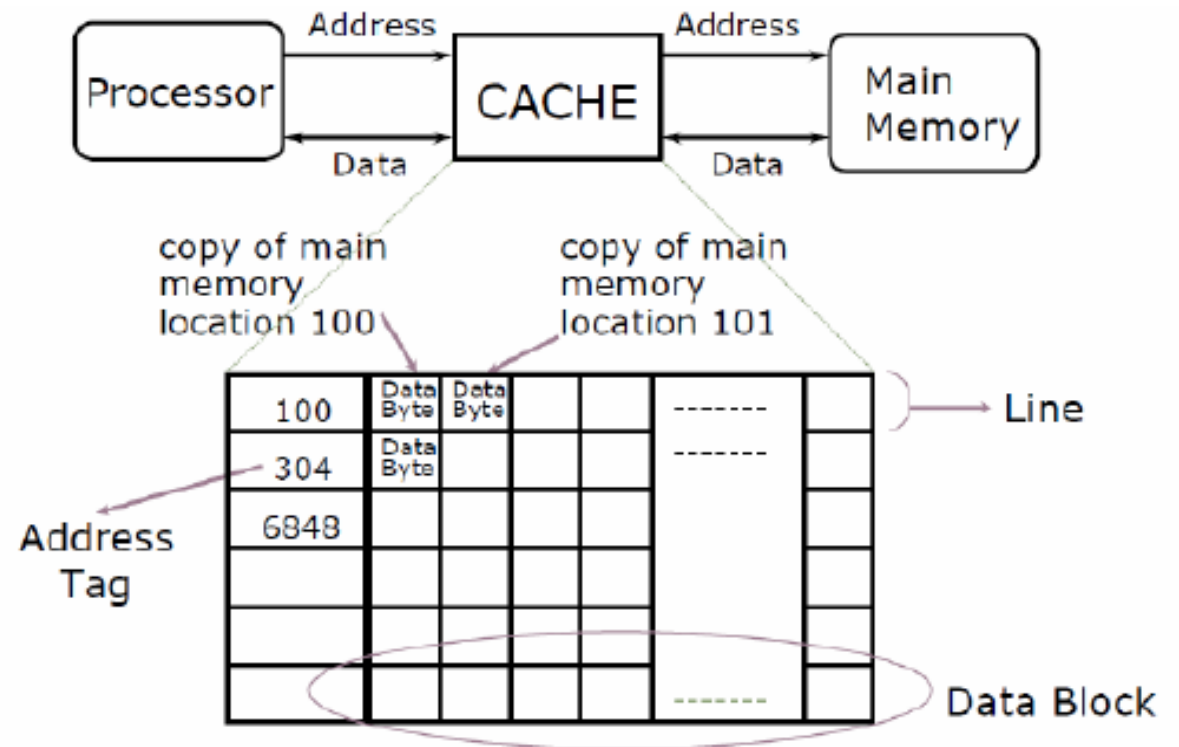 Address
Address
Processor
CACHE
Main
Memory
Data
Data
copy of main
memory
location 100
copy of main
memory
location 101
100
Data
Byte
Data
Byte
-------
Line
304
Data
Byte
-------
6848
Address
Tag
-------
Data Block